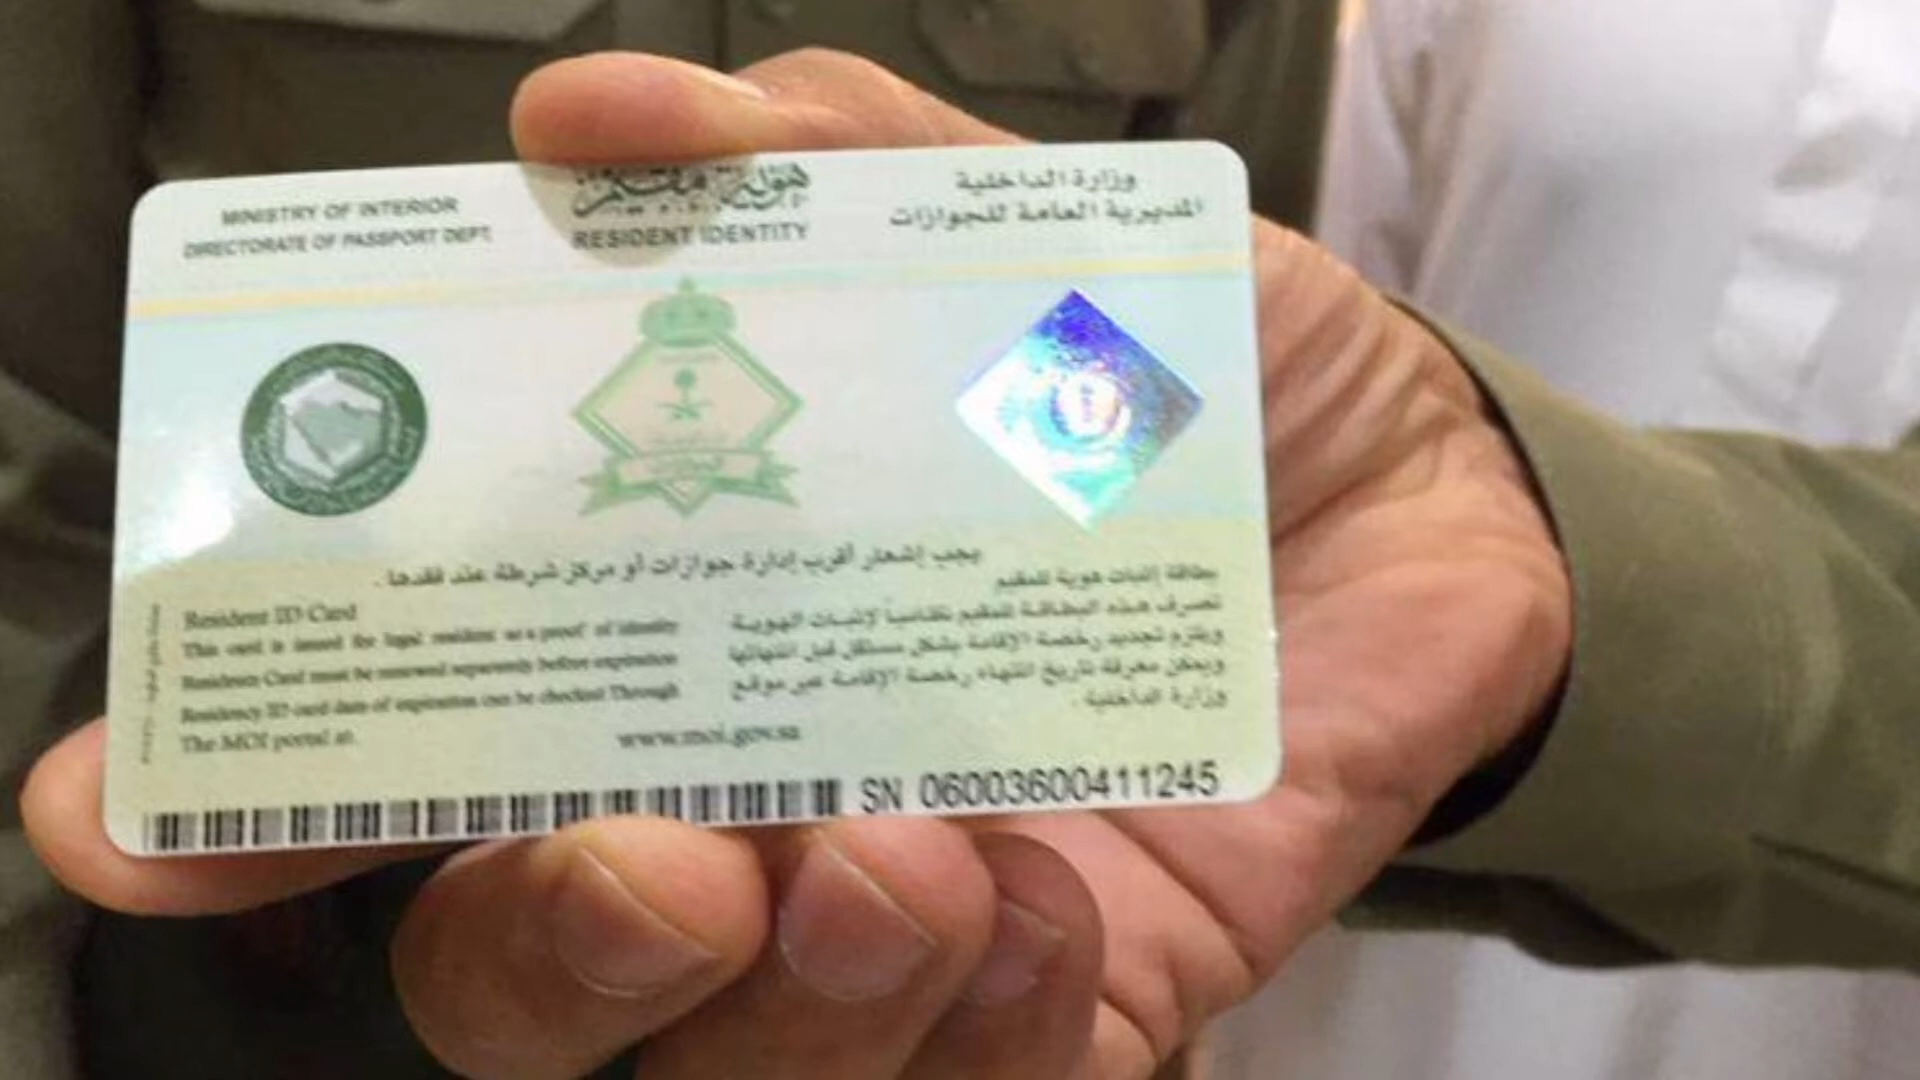 MINISTRY OF INTERIOR
DIRECTORATE OF PASSPORT DEPT.
هوية مقيم
RESIDENT IDENTITY
وزارة الداخلية
المديرية العامة للجوازات
يجب إشعار أقرب إدارة جوازات أو مركز شرطة عند فقدها .
Resident ID Card
This card is issued for legal resident as a proof of identity
Residents Card must be renewed separately before expiration
Residency ID card date of expiration can be checked Through
The MOI portal at
www.moi.gov.sa
بطاقة إثبات هوية للمقيم
تصرف هذه البطاقة للمقيم نظاميا لإثبات الهوية
ويلزم تجديد رخصة الإقامة بشكل مستقل قبل انتهائها
ويمكن معرفة تاريخ انتهاء رخصة الإقامة عبر موقع
وزارة الداخلية .
SN 06003600411245